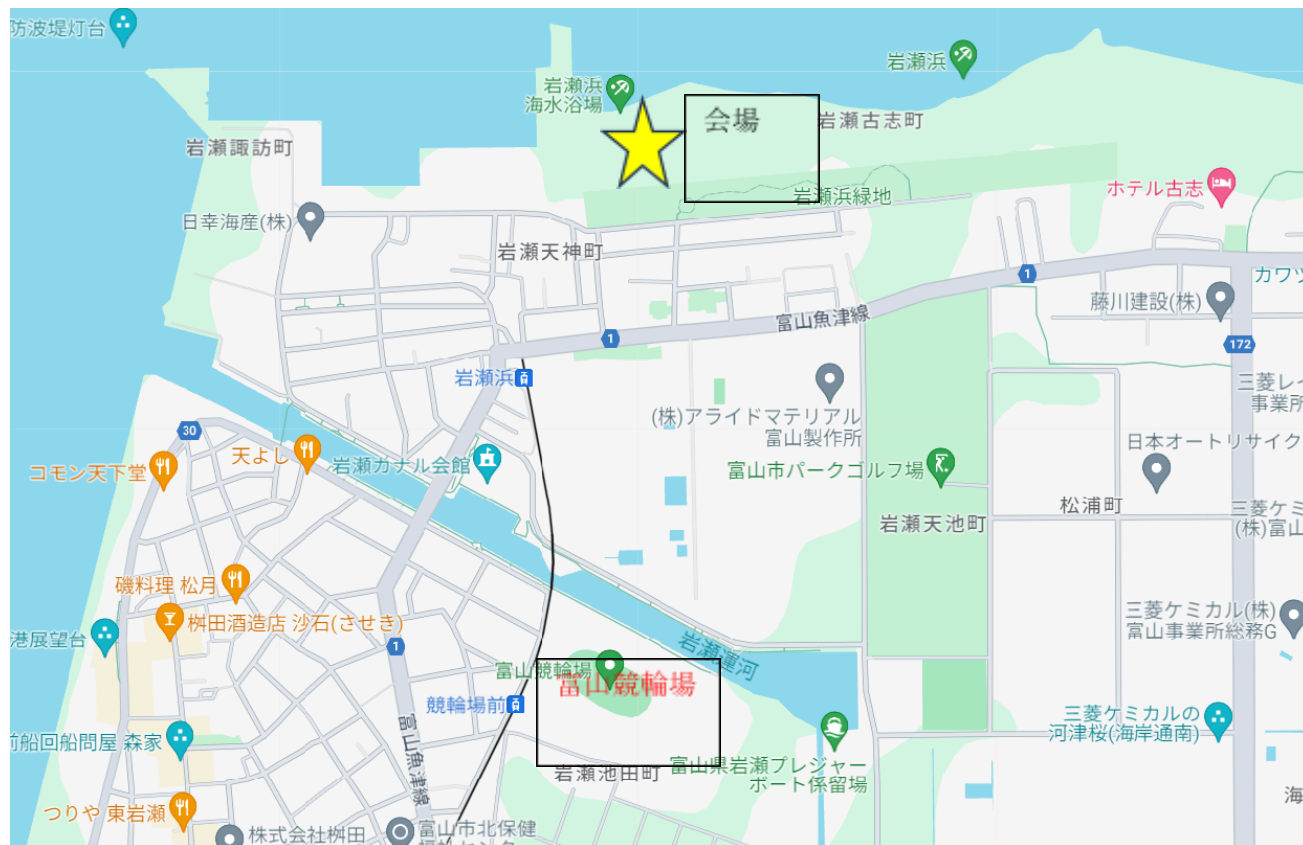 防波堤灯台
岩瀬浜
岩瀬浜
海水浴場
会場
岩瀬古志町
岩瀬諏訪町
ホテル古志
岩瀬浜緑地
日幸海産(株)
岩瀬天神町
カワツ
1
藤川建設(株)
富山魚津線
1
172
岩瀬浜
三菱レイ
事業所
(株)アライドマテリアル
富山製作所
30
日本オートリサイク
天よし
岩瀬カナル会館
コモン天下堂
富山市パークゴルフ場
松浦町
三菱ケミ
(株)富山
岩瀬天池町
磯料理 松月
桝田酒造店 沙石(させき)
三菱ケミカル(株)
富山事業所総務G
港展望台
1
岩瀬運河
富山競輪場
富山競輪場
競輪場前
三菱ケミカルの
河津桜(海岸通南)
富山魚津線
前船回船問屋 森家
岩瀬池田町
富山県岩瀬プレジャー
ボート係留場
海
つりや 東岩瀬
株式会社桝田
富山市北保健